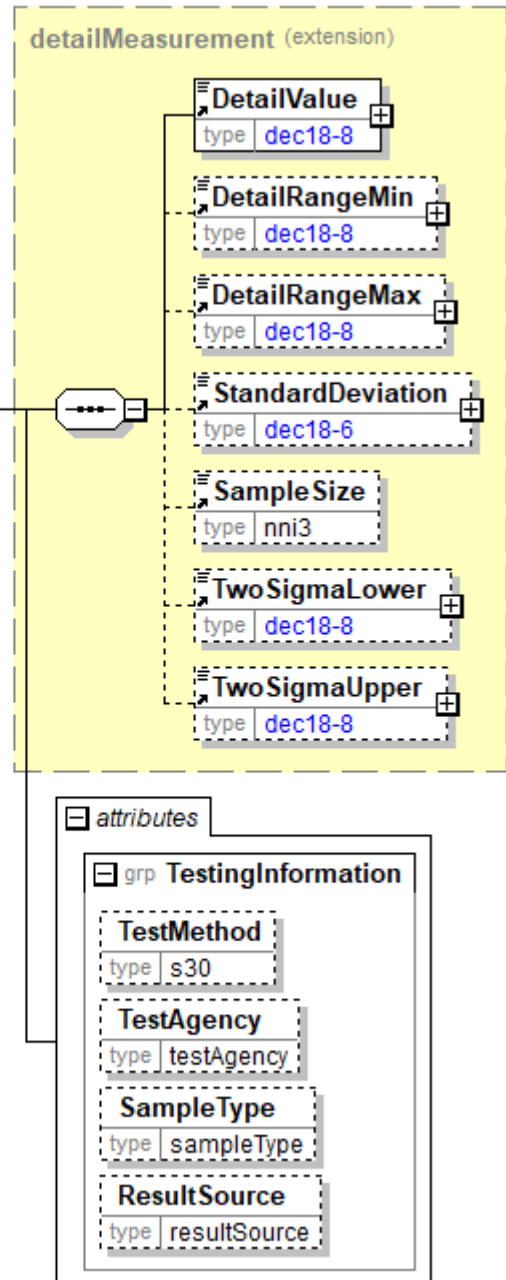 detailMeasurement (extension)
DetailValue
type dec18-8
DetailRangeMin
type dec18-8
DetailRangeMax
type dec18-8
StandardDeviation
type dec18-6
SampleSize
type nni3
TwoSigmaLower
type dec18-8
TwoSigmaUpper
type dec18-8
attributes
grp TestingInformation
TestMethod
type s30
TestAgency
type testAgency
SampleType
type sampleType
ResultSource
type resultSource